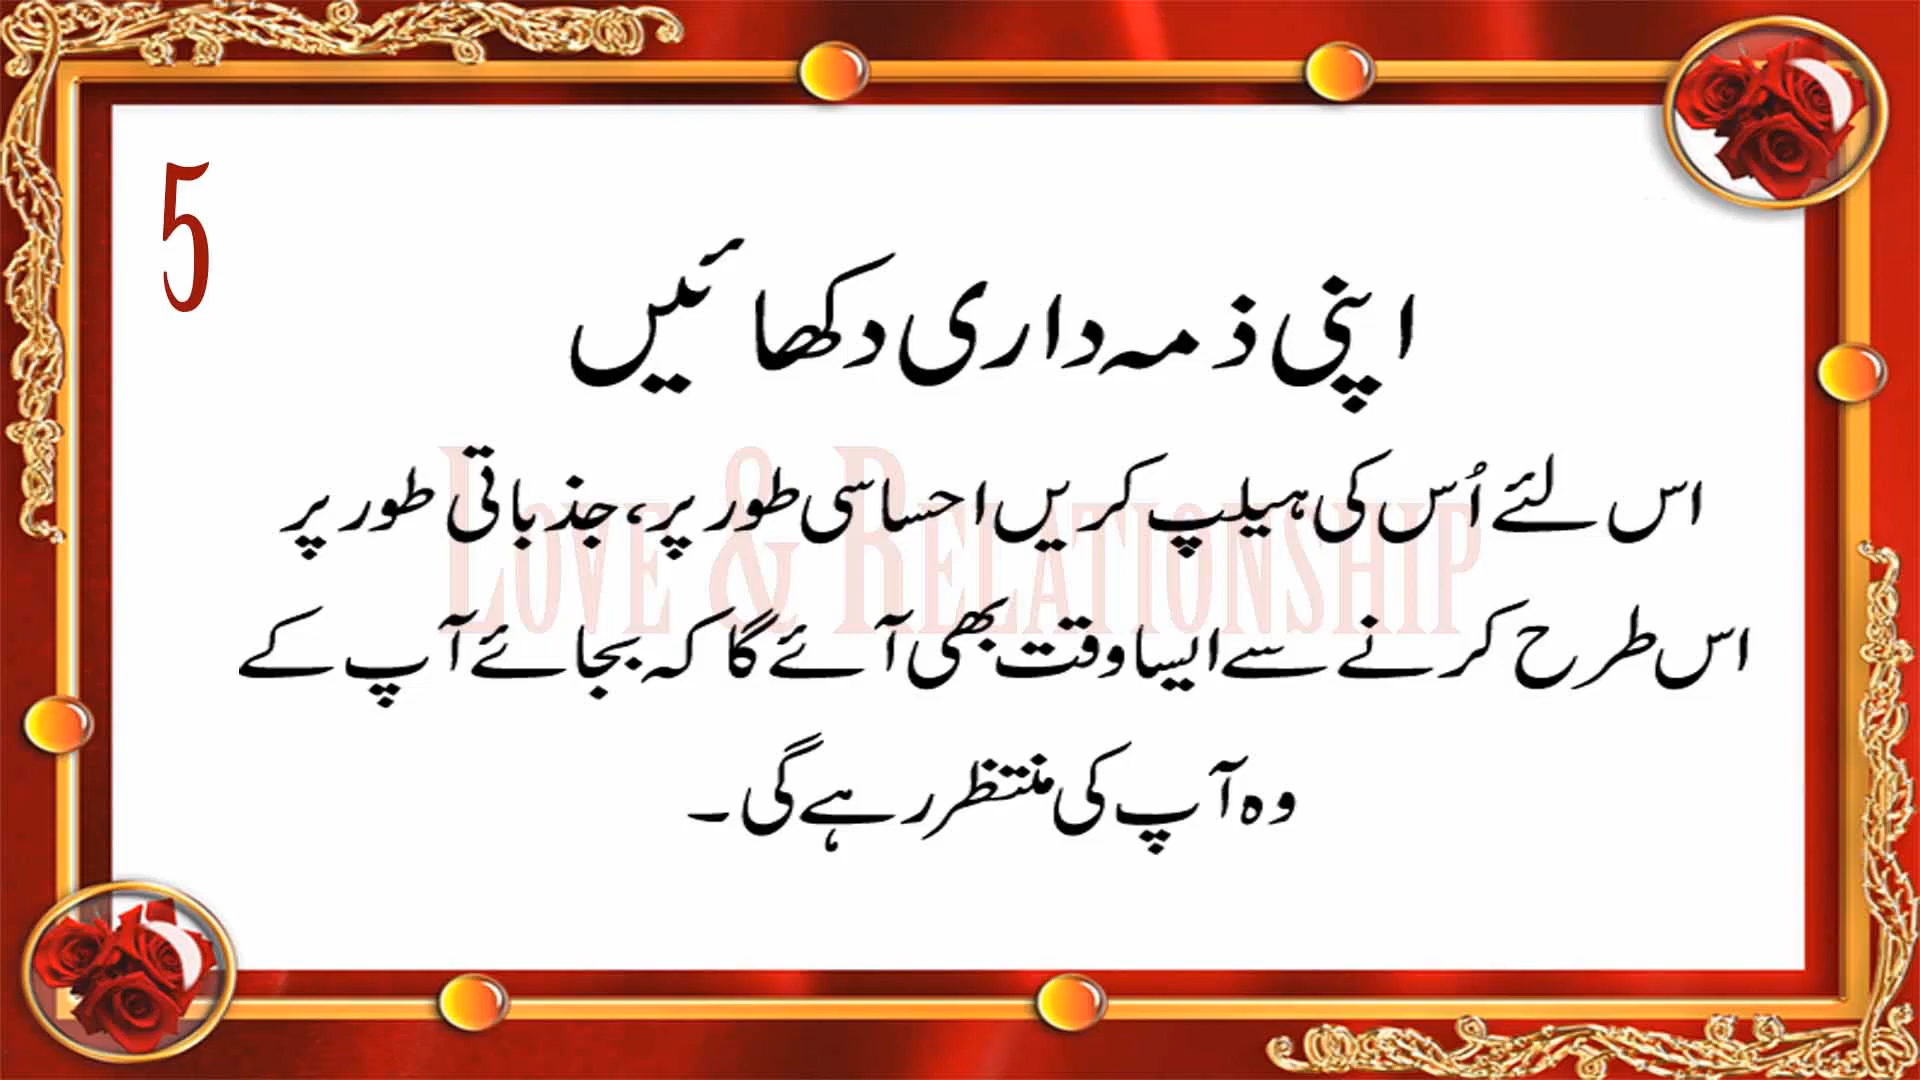 5
اپنی ذمہ داری دکھائیں
اس لئے اُس کی ہیلپ کریں احساسی طور پر، جذباتی طور پر
LOVE & RELATIONSHIP
اس طرح کرنے سے ایسا وقت بھی آئے گا کہ بجائے آپ کے
وہ آپ کی منتظر رہے گی۔